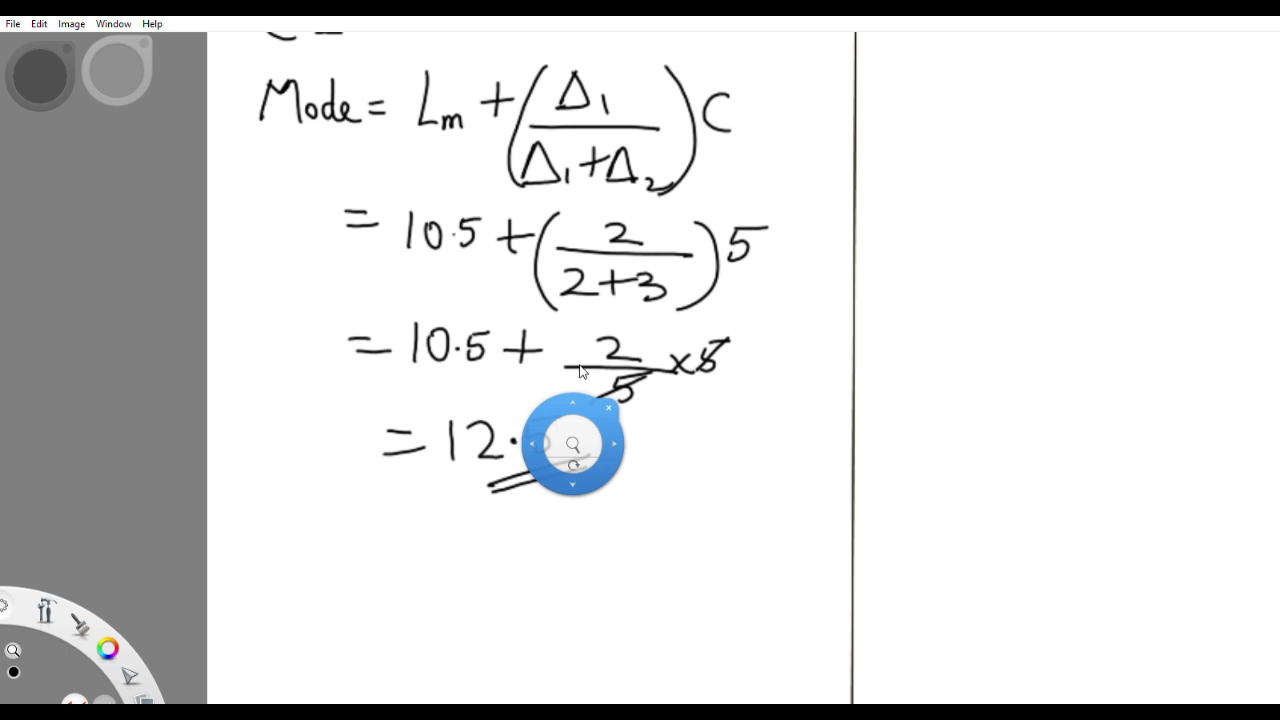 File Edit Image Window Help
Mode = Lm + (Δ1 / Δ1+Δ2) C
= 10.5 + (2 / 2+3) 5
= 10.5 + 2/5 × 5
= 12.